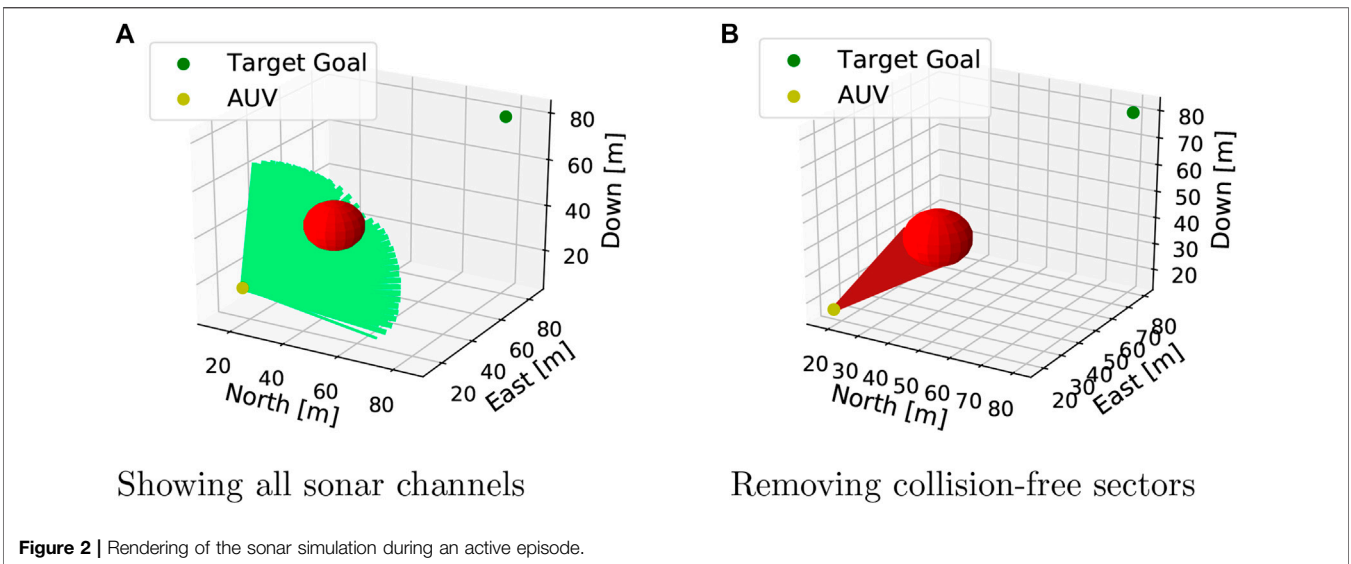 A
Target Goal
AUV
80
60
40
20
Down [m]
20
40
60
80
North [m]
20
40
60
80
East [m]
Showing all sonar channels
B
Target Goal
AUV
80
70
60
50
40
30
20
Down [m]
20
30
40
50
60
70
80
North [m]
20
30
40
50
60
70
80
East [m]
Removing collision-free sectors
Figure 2 | Rendering of the sonar simulation during an active episode.